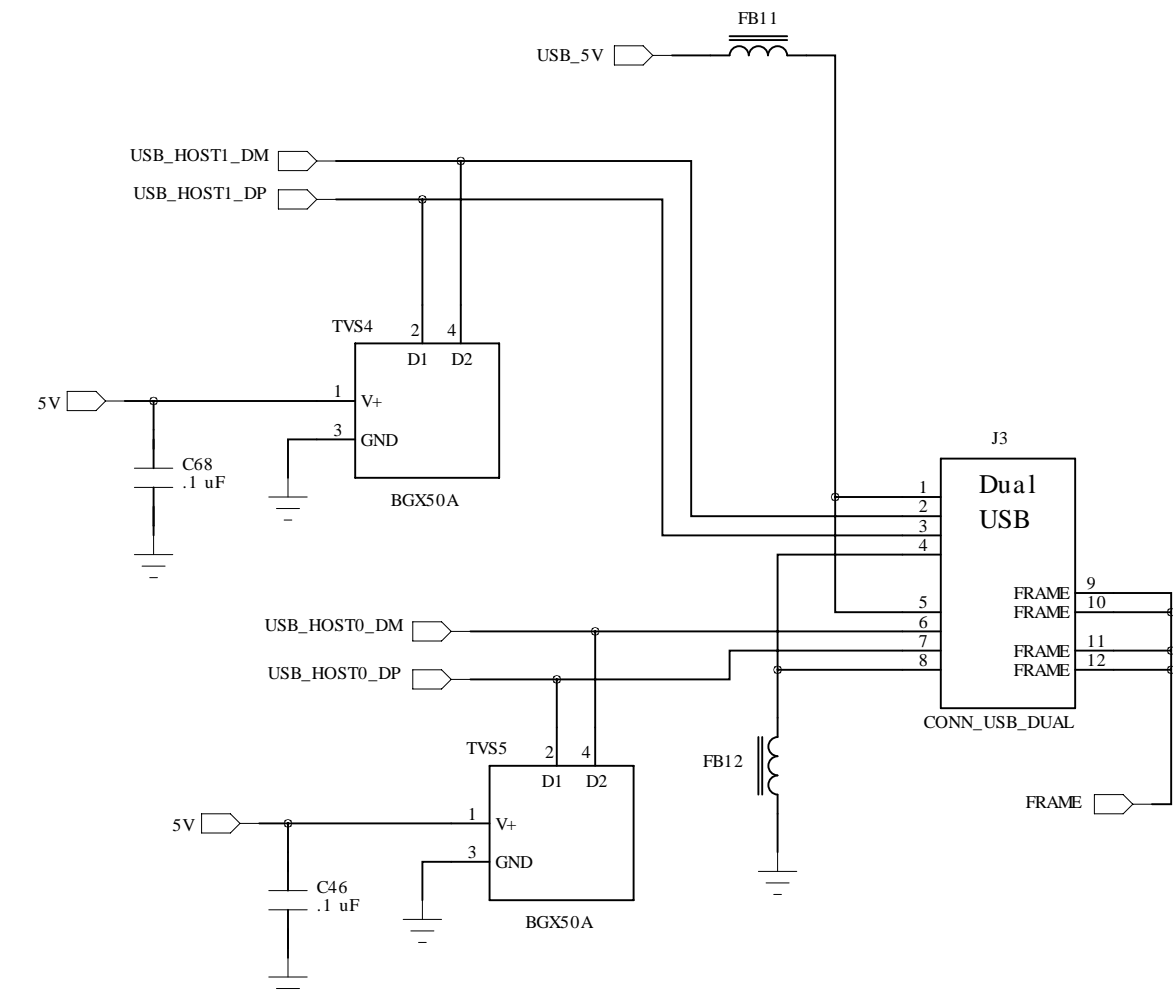 FB11
USB_5V
USB_HOST1_DM
USB_HOST1_DP
TVS4
2 4
D1 D2
5V
1 V+
3 GND
C68
.1 uF
BGX50A
J3
Dual
USB
1
2
3
4
5
6
7
8
FRAME 9
FRAME 10
FRAME 11
FRAME 12
CONN_USB_DUAL
USB_HOST0_DM
USB_HOST0_DP
TVS5
2 4
D1 D2
FB12
FRAME
5V
1 V+
3 GND
C46
.1 uF
BGX50A